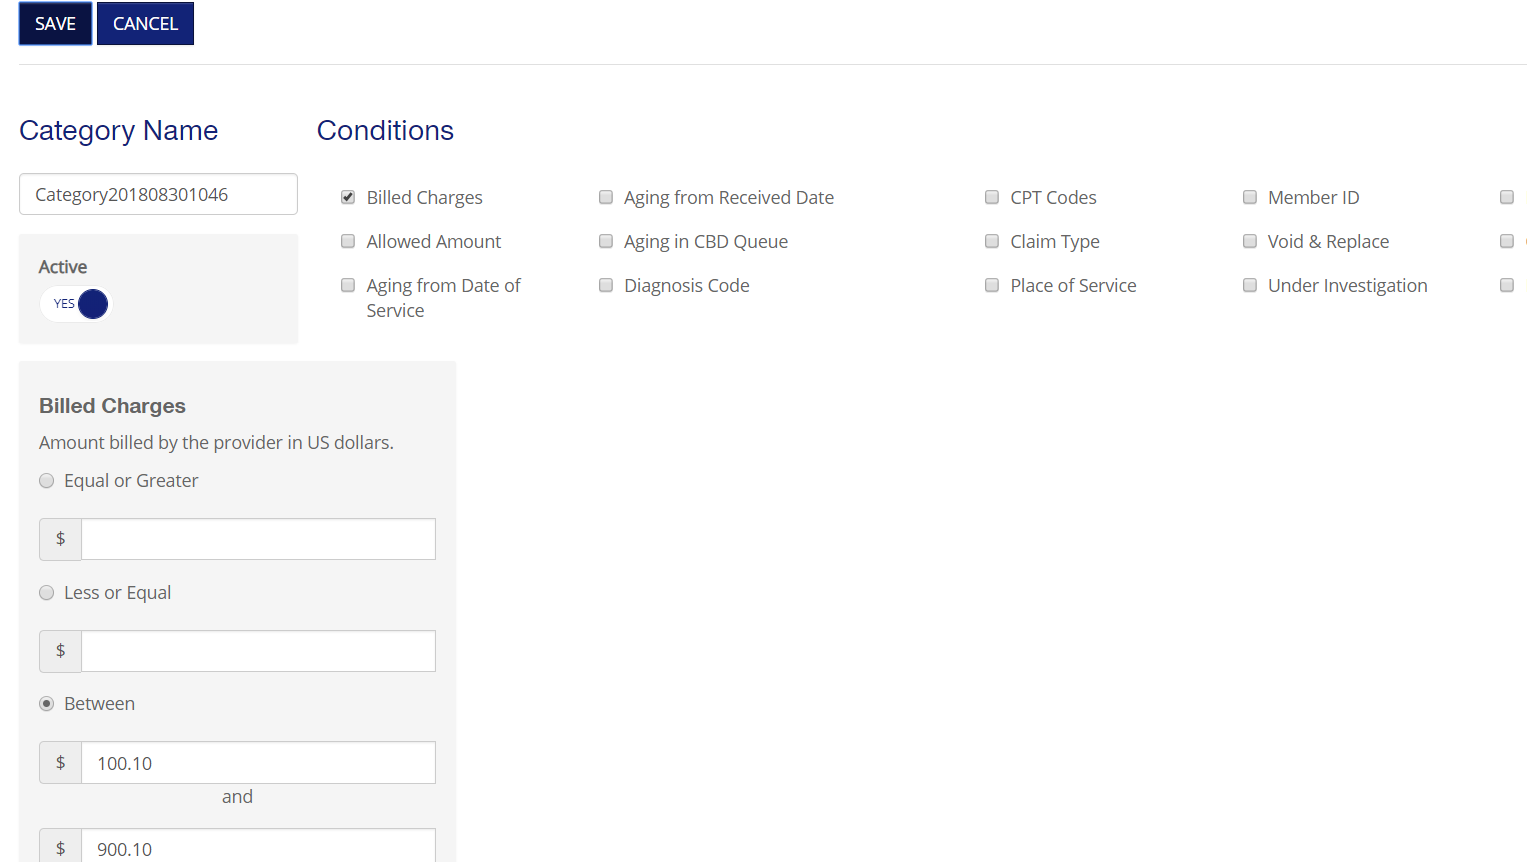 SAVE CANCEL
Category Name Conditions
Category201808301046
Billed Charges Aging from Received Date CPT Codes Member ID
Allowed Amount Aging in CBD Queue Claim Type Void & Replace
Aging from Date of Diagnosis Code Place of Service Under Investigation
Service
Active
YES
Billed Charges
Amount billed by the provider in US dollars.
Equal or Greater
$
Less or Equal
$
Between
$ 100.10
and
$ 900.10